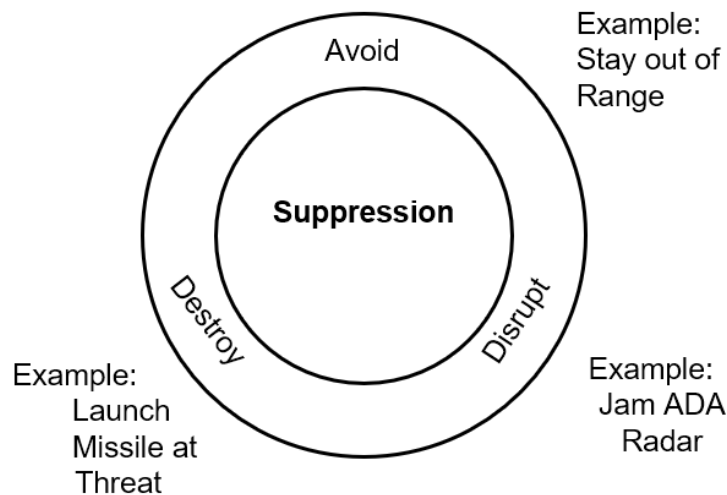 Avoid
Example:
Stay out of
Range
Suppression
Destroy
Disrupt
Example:
Launch
Missile at
Threat
Example:
Jam ADA
Radar